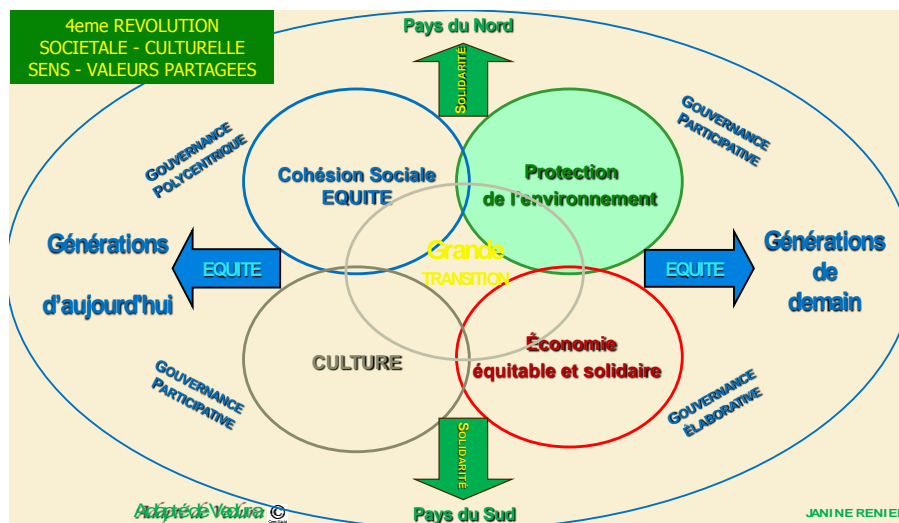 4eme REVOLUTION
SOCIETALE - CULTURELLE
SENS - VALEURS PARTAGEES
Pays du Nord
SOLIDARITÉ
GOUVERNANCE
POLYCENTRIQUE
GOUVERNANCE
PARTICIPATIVE
Cohésion Sociale
EQUITE
Protection
de l'environnement
Générations
d'aujourd'hui
EQUITE
Grande
TRANSITION
EQUITE
Générations
de
demain
CULTURE
Économie
équitable et solidaire
GOUVERNANCE
PARTICIPATIVE
GOUVERNANCE
ÉLABORATIVE
SOLIDARITÉ
Pays du Sud
Adapté de Vedura ©
JANINE RENIER